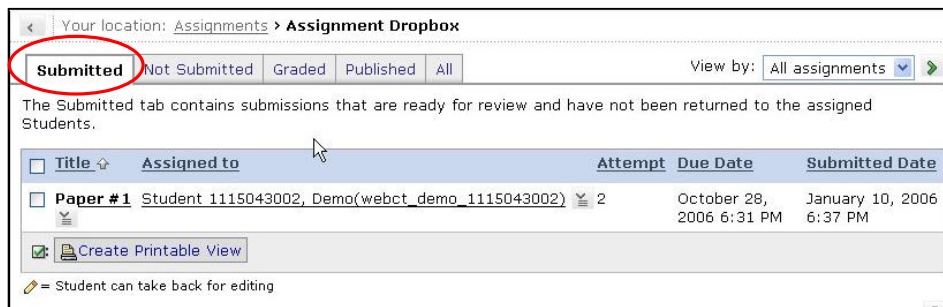 Your location: Assignments > Assignment Dropbox
Submitted Not Submitted Graded Published All View by: All assignments
The Submitted tab contains submissions that are ready for review and have not been returned to the assigned
Students.
Title Assigned to Attempt Due Date Submitted Date
Paper #1 Student 1115043002, Demo(webct_demo_1115043002) 2 October 28, January 10, 2006
2006 6:31 PM 6:37 PM
Create Printable View
= Student can take back for editing